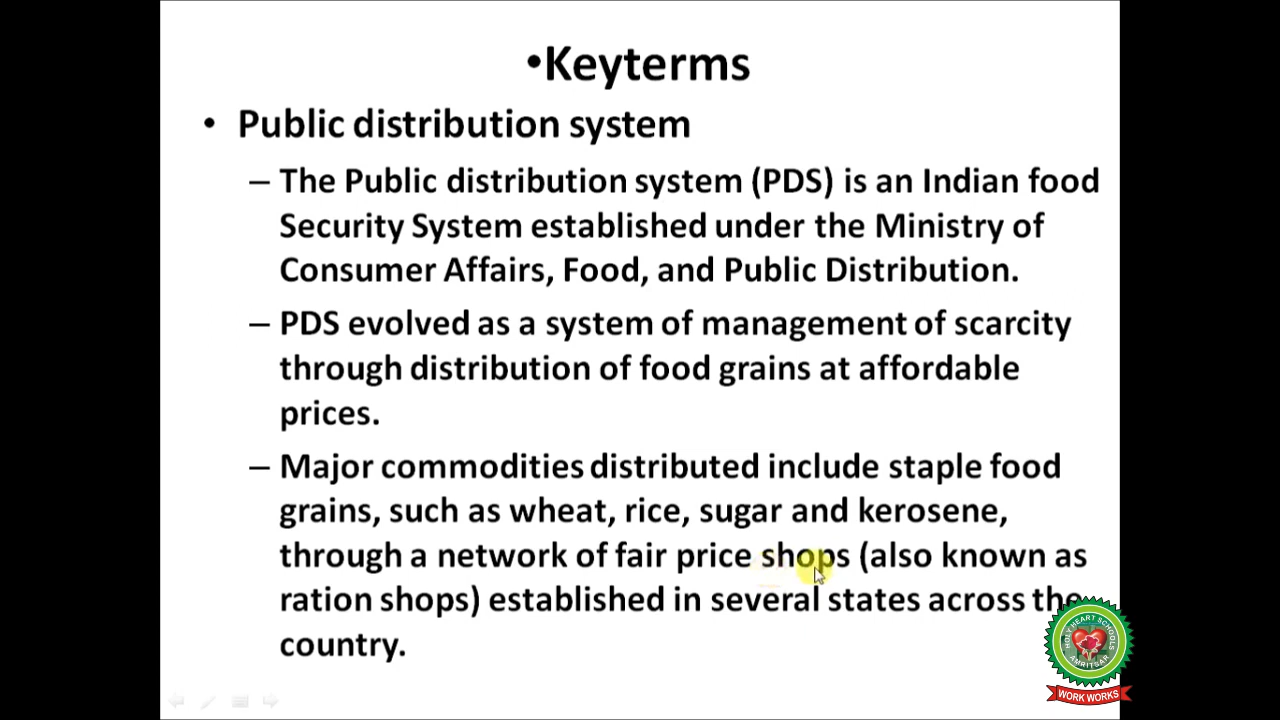 •Keyterms
• Public distribution system
– The Public distribution system (PDS) is an Indian food
Security System established under the Ministry of
Consumer Affairs, Food, and Public Distribution.
– PDS evolved as a system of management of scarcity
through distribution of food grains at affordable
prices.
– Major commodities distributed include staple food
grains, such as wheat, rice, sugar and kerosene,
through a network of fair price shops (also known as
ration shops) established in several states across the
country.
HOLY HEART SCHOOLS
AMRITSAR
WORK WORKS